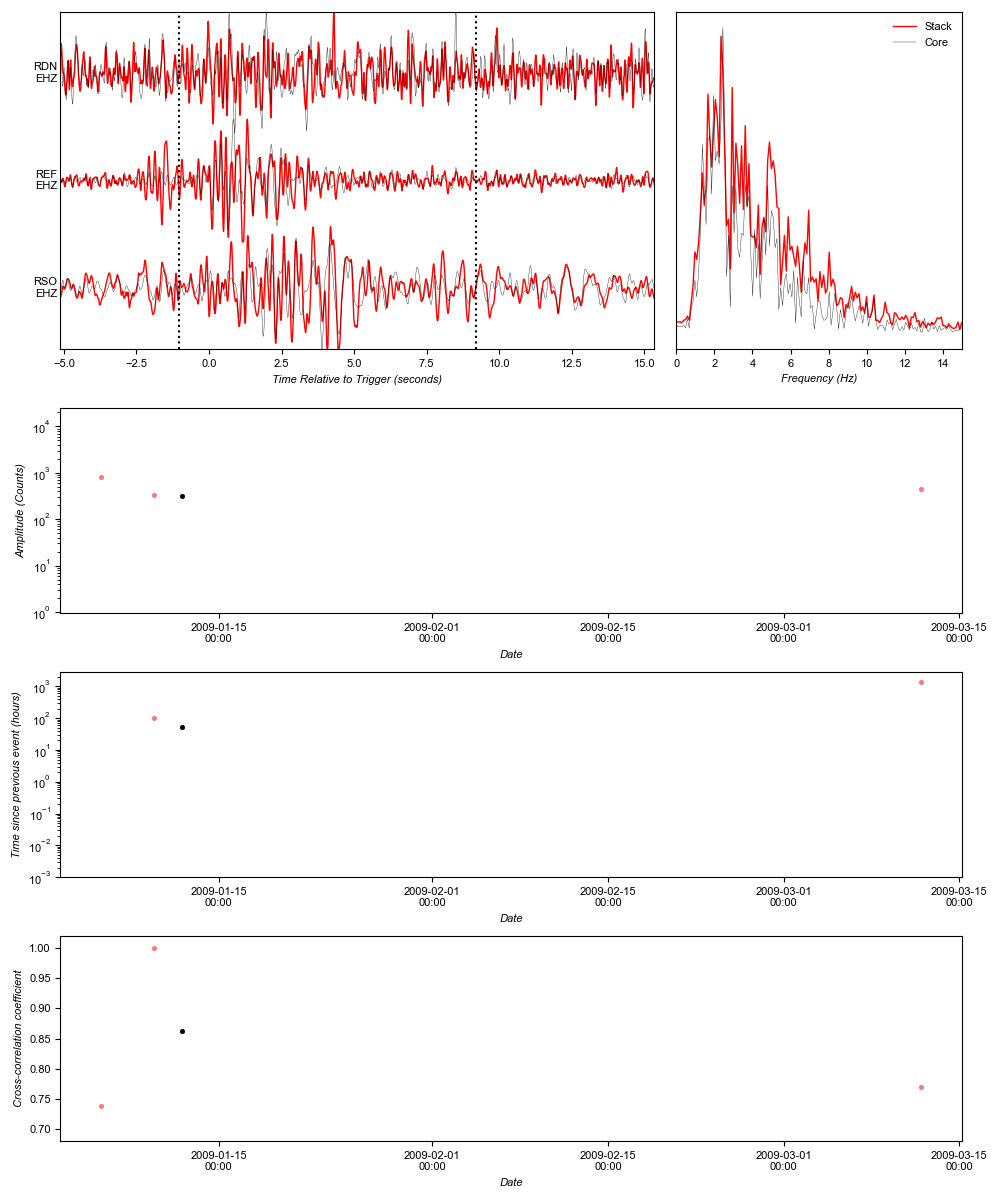 RDN
EHZ
REF
EHZ
RSO
EHZ
−5.0 −2.5 0.0 2.5 5.0 7.5 10.0 12.5 15.0
Time Relative to Trigger (seconds)
Stack
Core
0 2 4 6 8 10 12 14
Frequency (Hz)
10^4
10^3
10^2
10^1
10^0
Amplitude (Counts)
2009-01-15 2009-02-01 2009-02-15 2009-03-01 2009-03-15
00:00 00:00 00:00 00:00 00:00
Date
10^3
10^2
10^1
10^0
10^−1
10^−2
10^−3
Time since previous event (hours)
2009-01-15 2009-02-01 2009-02-15 2009-03-01 2009-03-15
00:00 00:00 00:00 00:00 00:00
Date
1.00
0.95
0.90
0.85
0.80
0.75
0.70
Cross-correlation coefficient
2009-01-15 2009-02-01 2009-02-15 2009-03-01 2009-03-15
00:00 00:00 00:00 00:00 00:00
Date